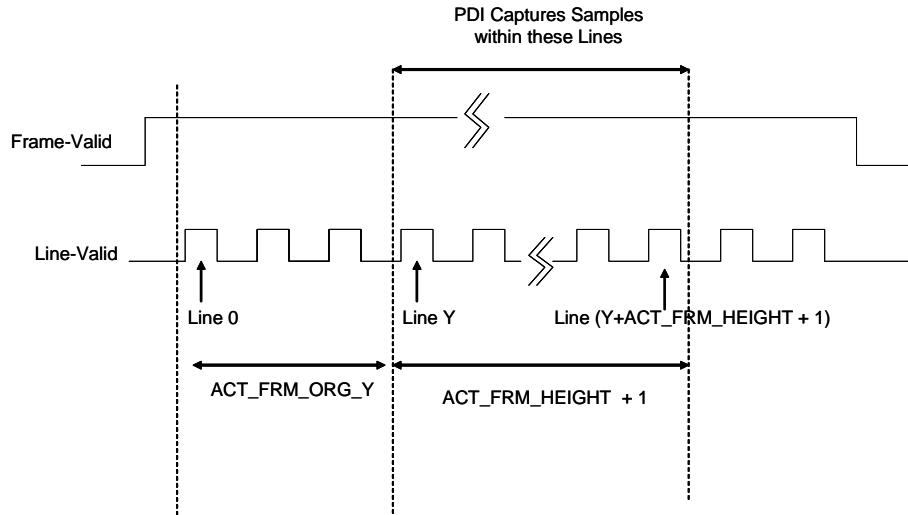 PDI Captures Samples
within these Lines
Frame-Valid
Line-Valid
Line 0
Line Y
Line (Y+ACT_FRM_HEIGHT + 1)
ACT_FRM_ORG_Y
ACT_FRM_HEIGHT + 1